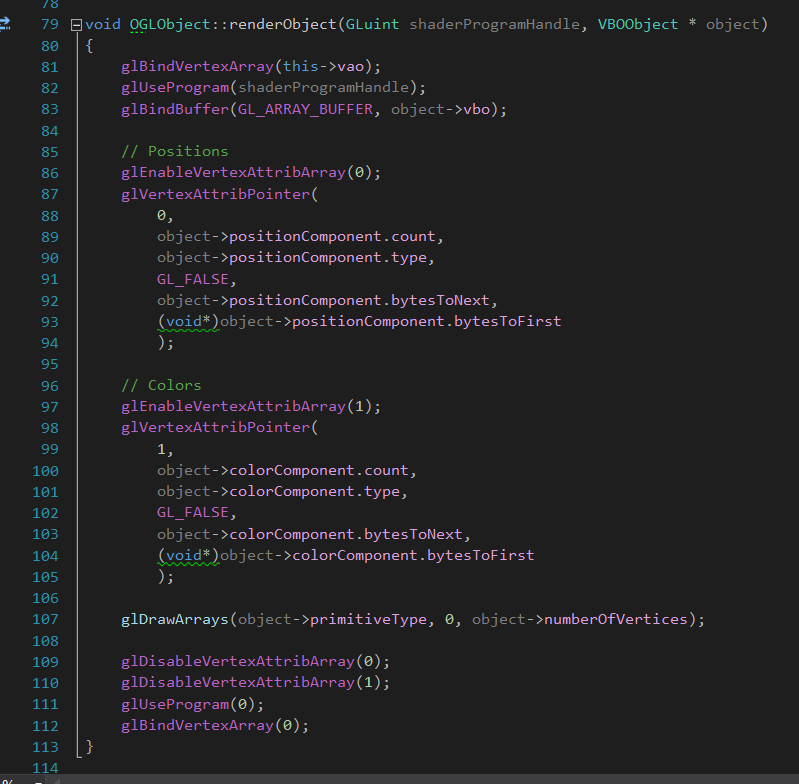 78
79 void OGLObject::renderObject(GLuint shaderProgramHandle, VBOObject * object)
80 {
81 glBindVertexArray(this->vao);
82 glUseProgram(shaderProgramHandle);
83 glBindBuffer(GL_ARRAY_BUFFER, object->vbo);
84
85 // Positions
86 glEnableVertexAttribArray(0);
87 glVertexAttribPointer(
88 0,
89 object->positionComponent.count,
90 object->positionComponent.type,
91 GL_FALSE,
92 object->positionComponent.bytesToNext,
93 (void*)object->positionComponent.bytesToFirst
94 );
95
96 // Colors
97 glEnableVertexAttribArray(1);
98 glVertexAttribPointer(
99 1,
100 object->colorComponent.count,
101 object->colorComponent.type,
102 GL_FALSE,
103 object->colorComponent.bytesToNext,
104 (void*)object->colorComponent.bytesToFirst
105 );
106
107 glDrawArrays(object->primitiveType, 0, object->numberOfVertices);
108
109 glDisableVertexAttribArray(0);
110 glDisableVertexAttribArray(1);
111 glUseProgram(0);
112 glBindVertexArray(0);
113 }
114
%